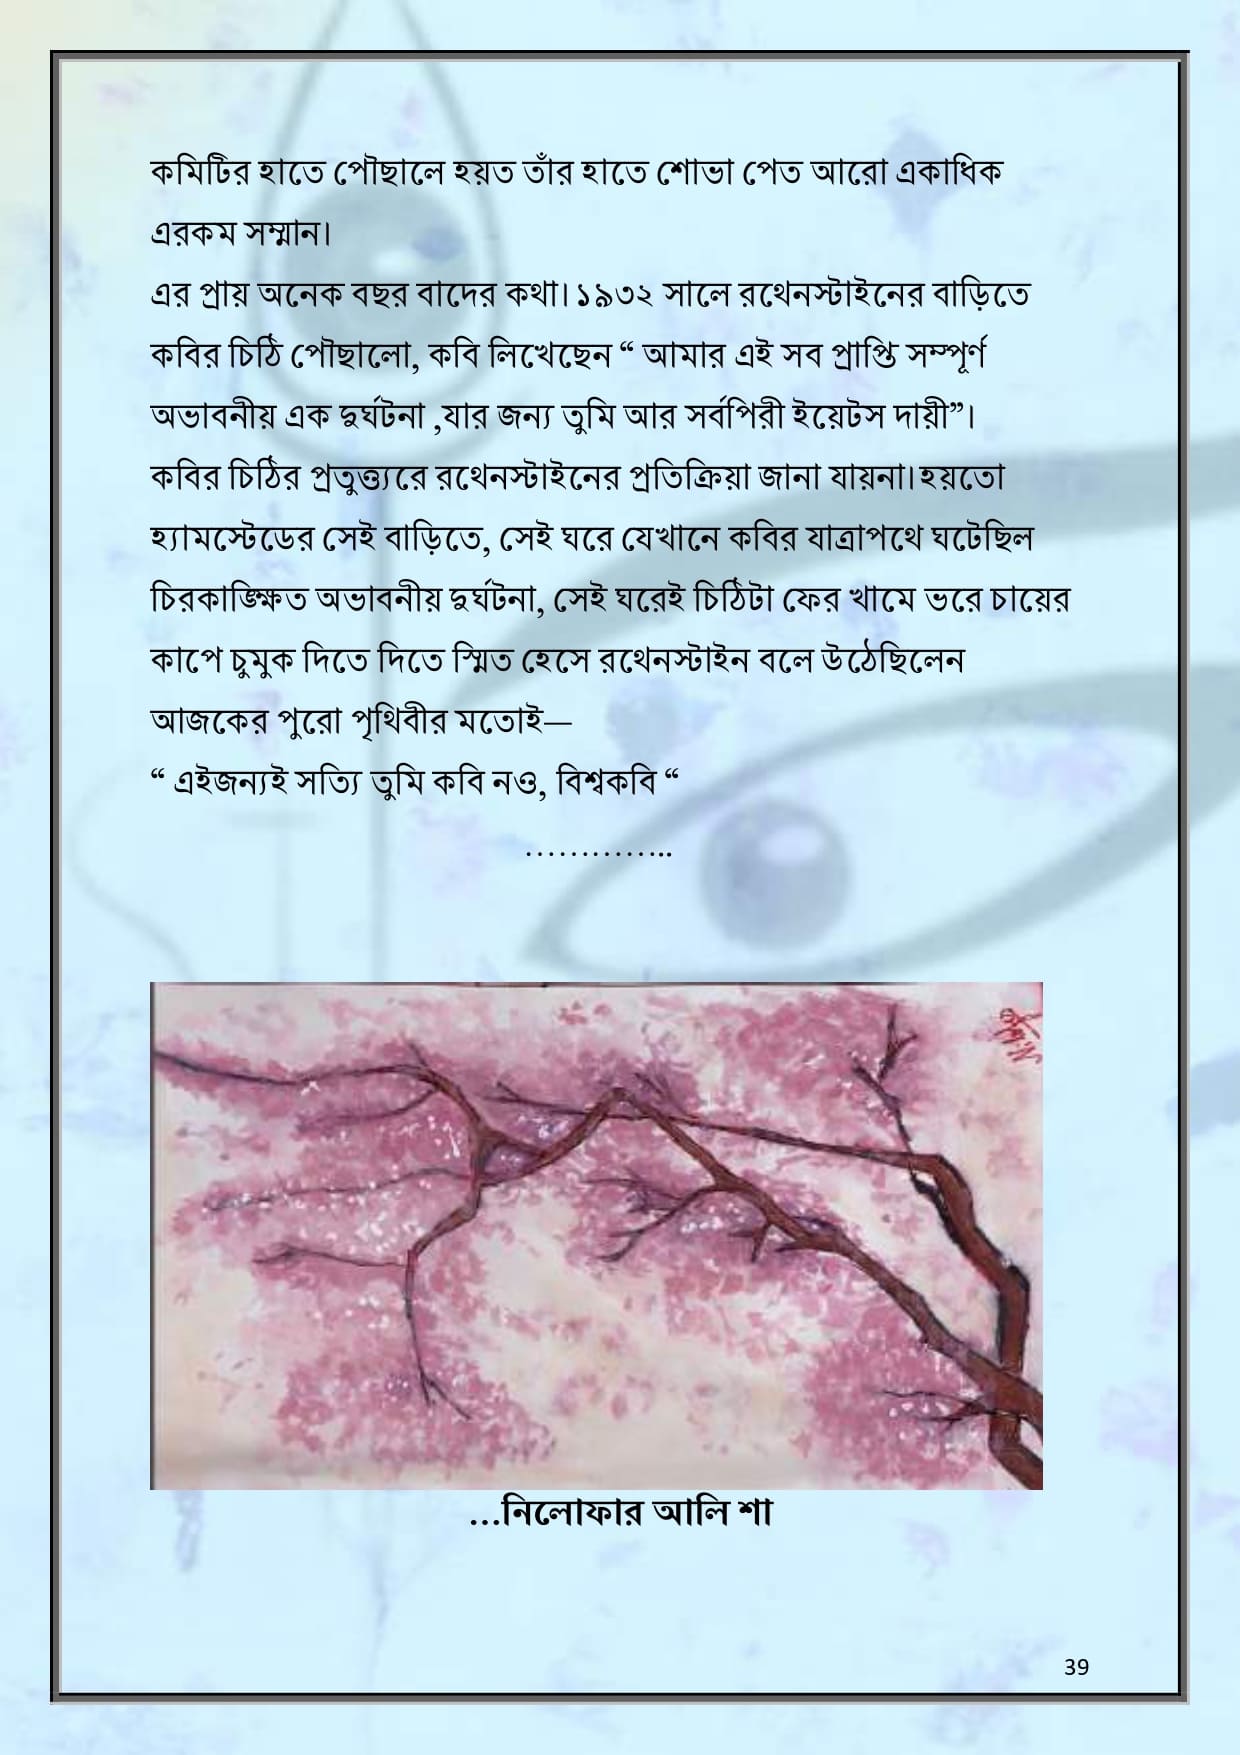 কমিটির হাতে পৌছালে হয়ত তাঁর হাতে শোভা পেত আরো একাধিক
এরকম সম্মান।
এর প্রায় অনেক বছর বাদের কথা। ১৯৩২ সালে রথেনস্টাইনের বাড়িতে
কবির চিঠি পৌছালো, কবি লিখেছেন “ আমার এই সব প্রাপ্তি সম্পূর্ণ
অভাবনীয় এক দুর্ঘটনা ,যার জন্য তুমি আর সর্বপিরী ইয়েটস দায়ী”।
কবির চিঠির প্রতুত্ত্যরে রথেনস্টাইনের প্রতিক্রিয়া জানা যায়না। হয়তো
হ্যামস্টেডের সেই বাড়িতে, সেই ঘরে যেখানে কবির যাত্রাপথে ঘটেছিল
চিরকাঙ্ক্ষিত অভাবনীয় দুর্ঘটনা, সেই ঘরেই চিঠিটা ফের খামে ভরে চায়ের
কাপে চুমুক দিতে দিতে স্মিত হেসে রথেনস্টাইন বলে উঠেছিলেন
আজকের পুরো পৃথিবীর মতোই—
“ এইজন্যই সত্যি তুমি কবি নও, বিশ্বকবি “
…………..
...নিলোফার আলি শা
39